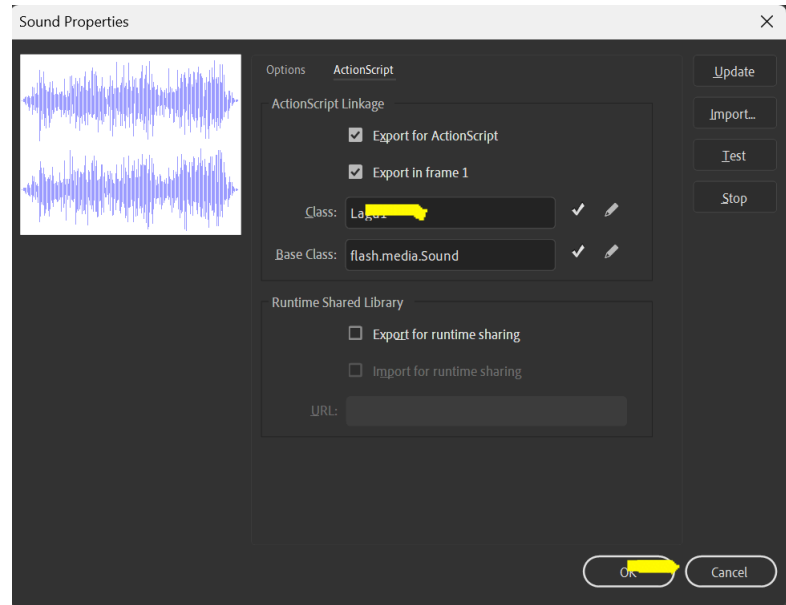 Sound Properties
Options ActionScript
Update
ActionScript Linkage
Import...
Export for ActionScript
Test
Export in frame 1
Stop
Class:
Base Class: flash.media.Sound
Runtime Shared Library
Export for runtime sharing
Import for runtime sharing
URL:
OK Cancel